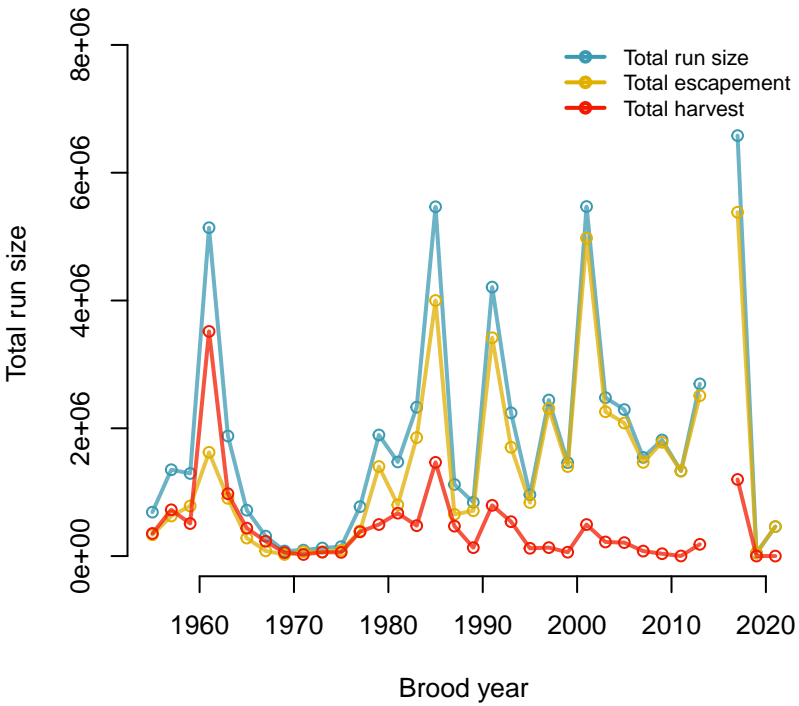 Total run size
Total escapement
Total harvest
8e+06
6e+06
4e+06
2e+06
0e+00
Total run size
1960 1970 1980 1990 2000 2010 2020
Brood year